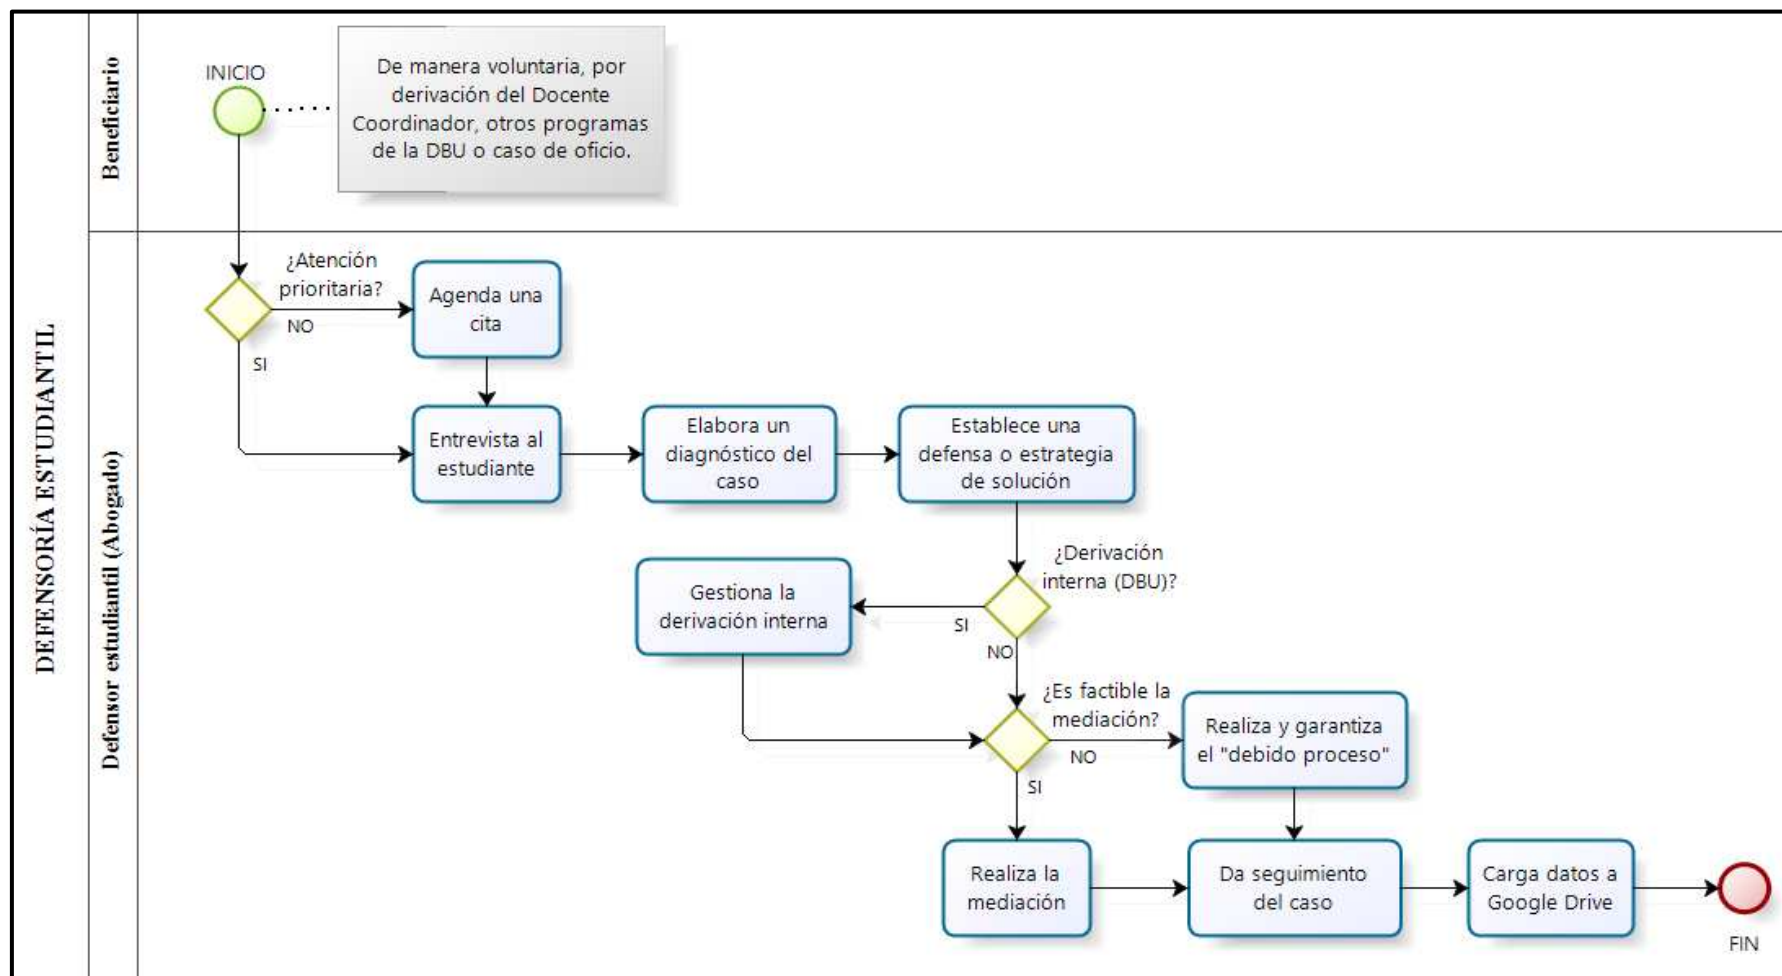 DEFENSORÍA ESTUDIANTIL
Beneficiario
INICIO
De manera voluntaria, por
derivación del Docente
Coordinador, otros programas
de la DBU o caso de oficio.
Defensor estudiantil (Abogado)
¿Atención
prioritaria?
NO
SI
Agenda una
cita
Entrevista al
estudiante
Elabora un
diagnóstico del
caso
Establece una
defensa o estrategia
de solución
¿Derivación
interna (DBU)?
SI
NO
Gestiona la
derivación interna
¿Es factible la
mediación?
NO
SI
Realiza y garantiza
el "debido proceso"
Realiza la
mediación
Da seguimiento
del caso
Carga datos a
Google Drive
FIN